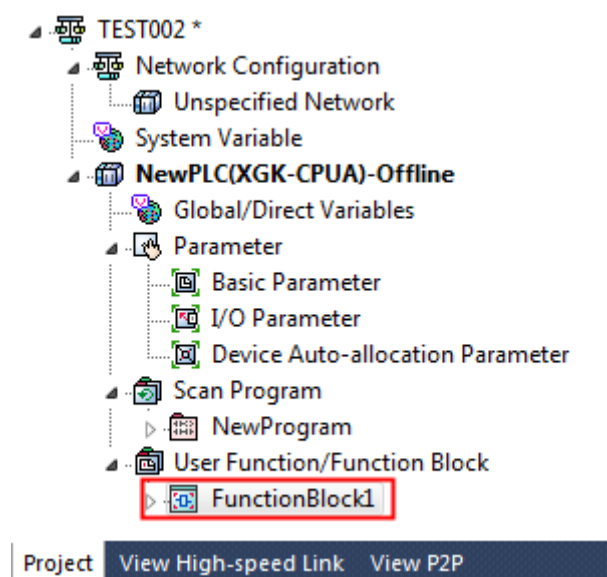 TEST002 *
Network Configuration
Unspecified Network
System Variable
NewPLC(XGK-CPUA)-Offline
Global/Direct Variables
Parameter
Basic Parameter
I/O Parameter
Device Auto-allocation Parameter
Scan Program
NewProgram
User Function/Function Block
FunctionBlock1
Project View High-speed Link View P2P